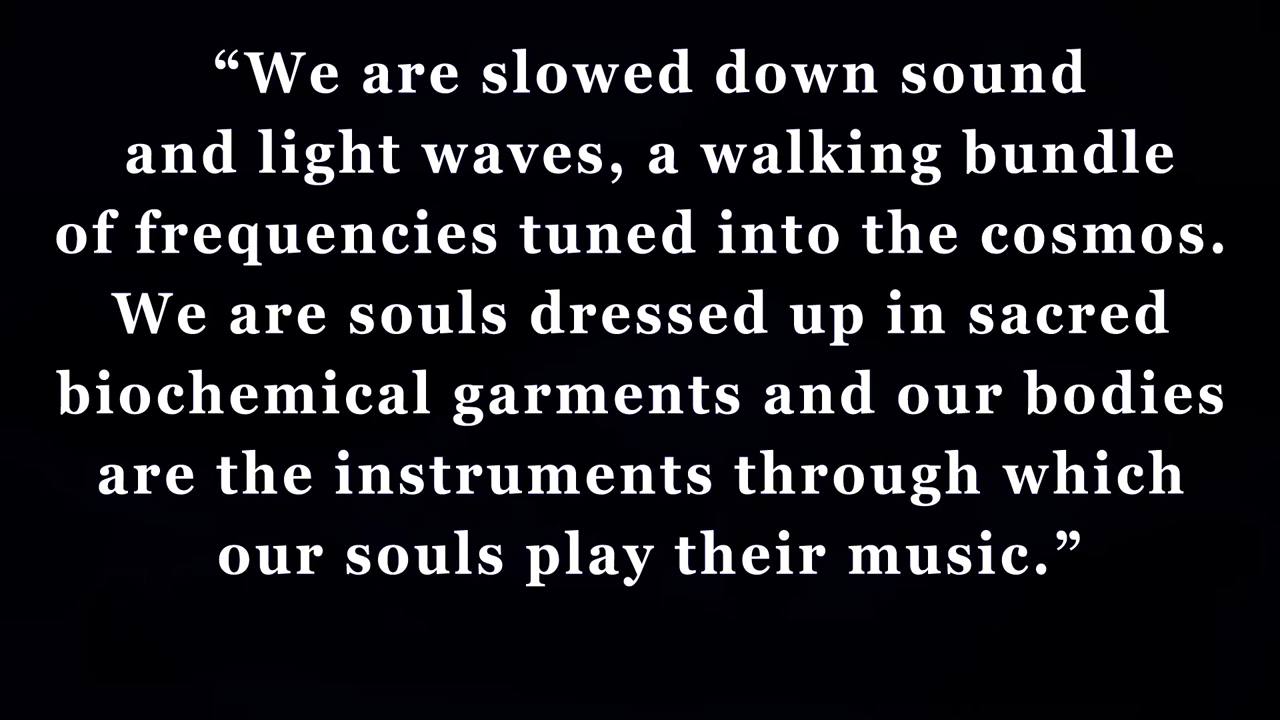 “We are slowed down sound
and light waves, a walking bundle
of frequencies tuned into the cosmos.
We are souls dressed up in sacred
biochemical garments and our bodies
are the instruments through which
our souls play their music.”